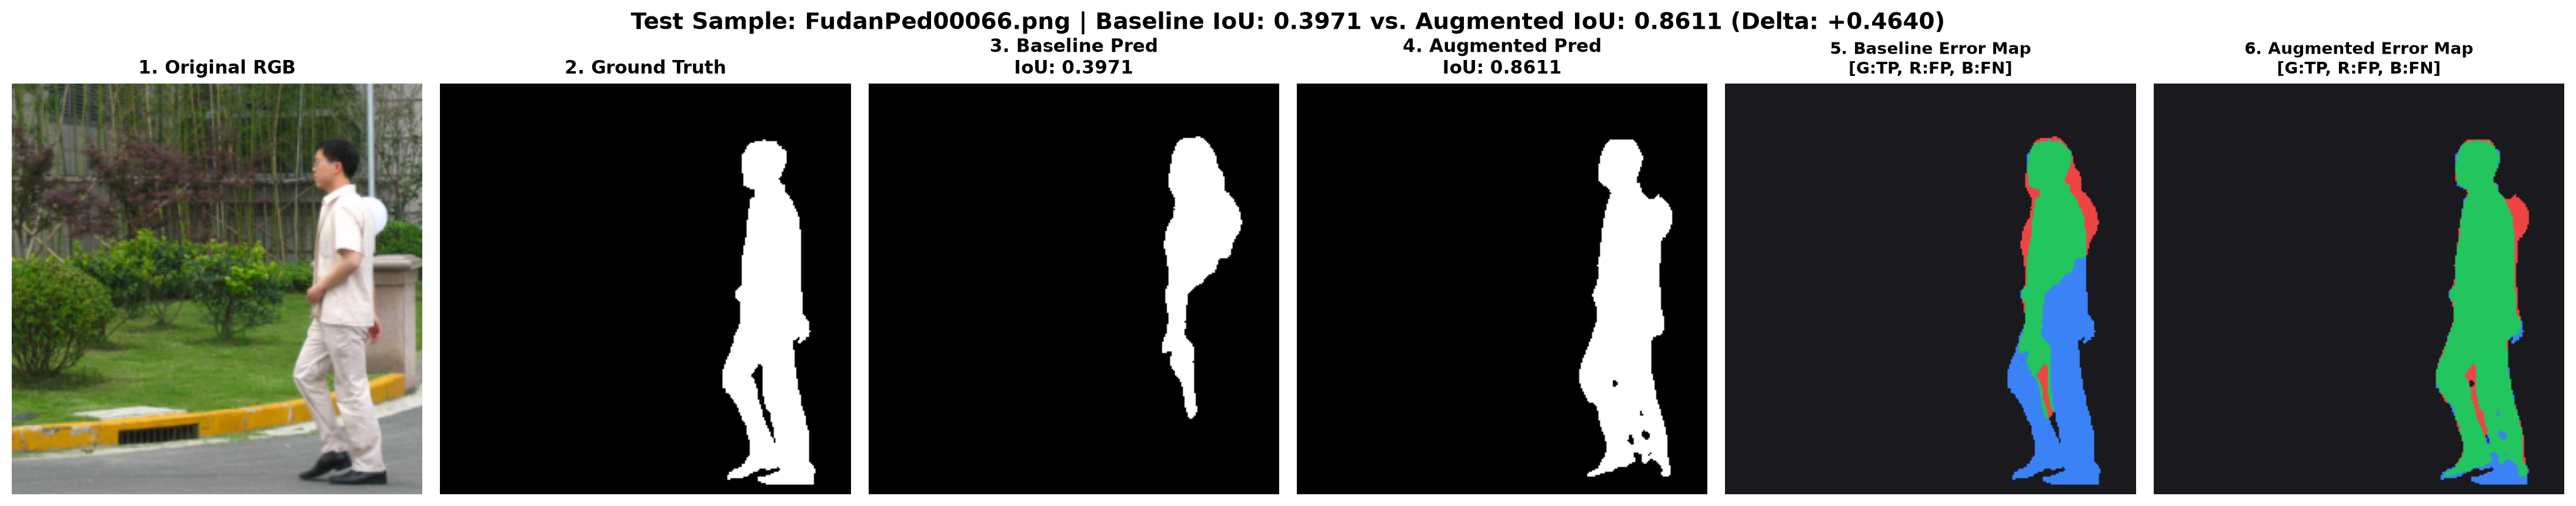 Test Sample: FudanPed00066.png | Baseline IoU: 0.3971 vs. Augmented IoU: 0.8611 (Delta: +0.4640)
1. Original RGB
2. Ground Truth
3. Baseline Pred
IoU: 0.3971
4. Augmented Pred
IoU: 0.8611
5. Baseline Error Map
[G:TP, R:FP, B:FN]
6. Augmented Error Map
[G:TP, R:FP, B:FN]